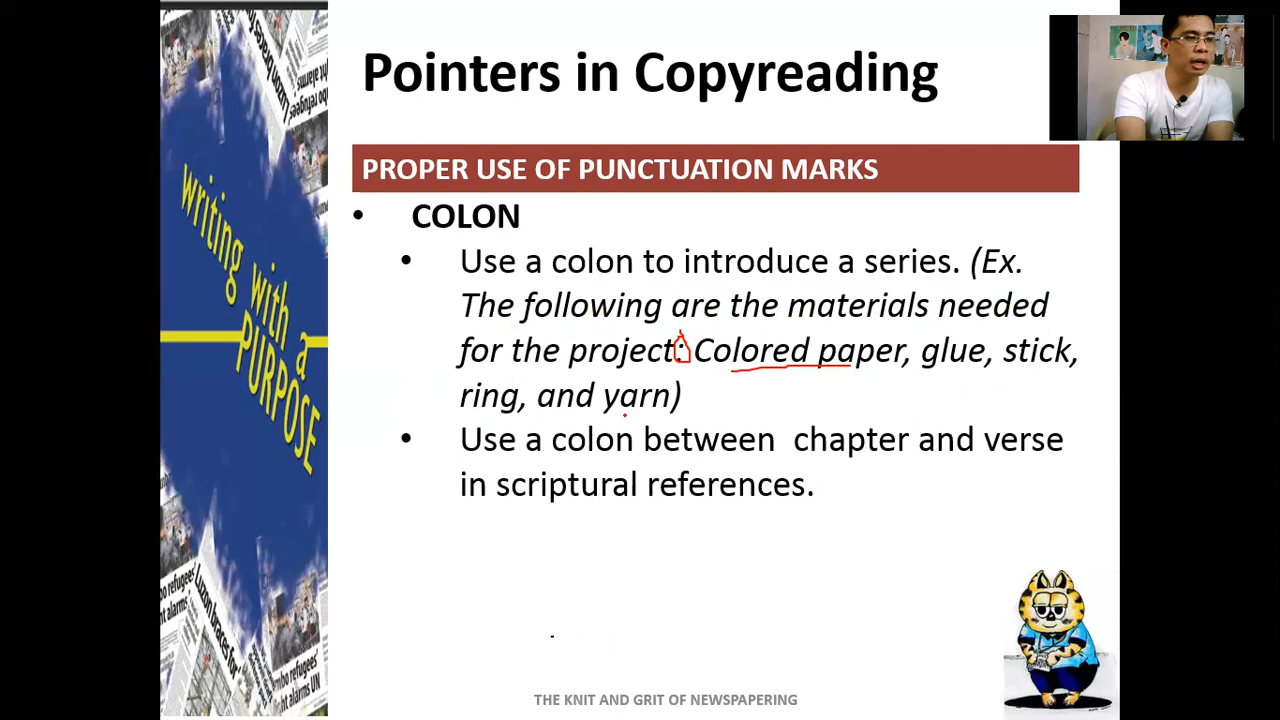 Pointers in Copyreading
PROPER USE OF PUNCTUATION MARKS
• COLON
• Use a colon to introduce a series. (Ex.
The following are the materials needed
for the project: Colored paper, glue, stick,
ring, and yarn)
• Use a colon between chapter and verse
in scriptural references.
writing with a
PURPOSE
THE KNIT AND GRIT OF NEWSPAPERING